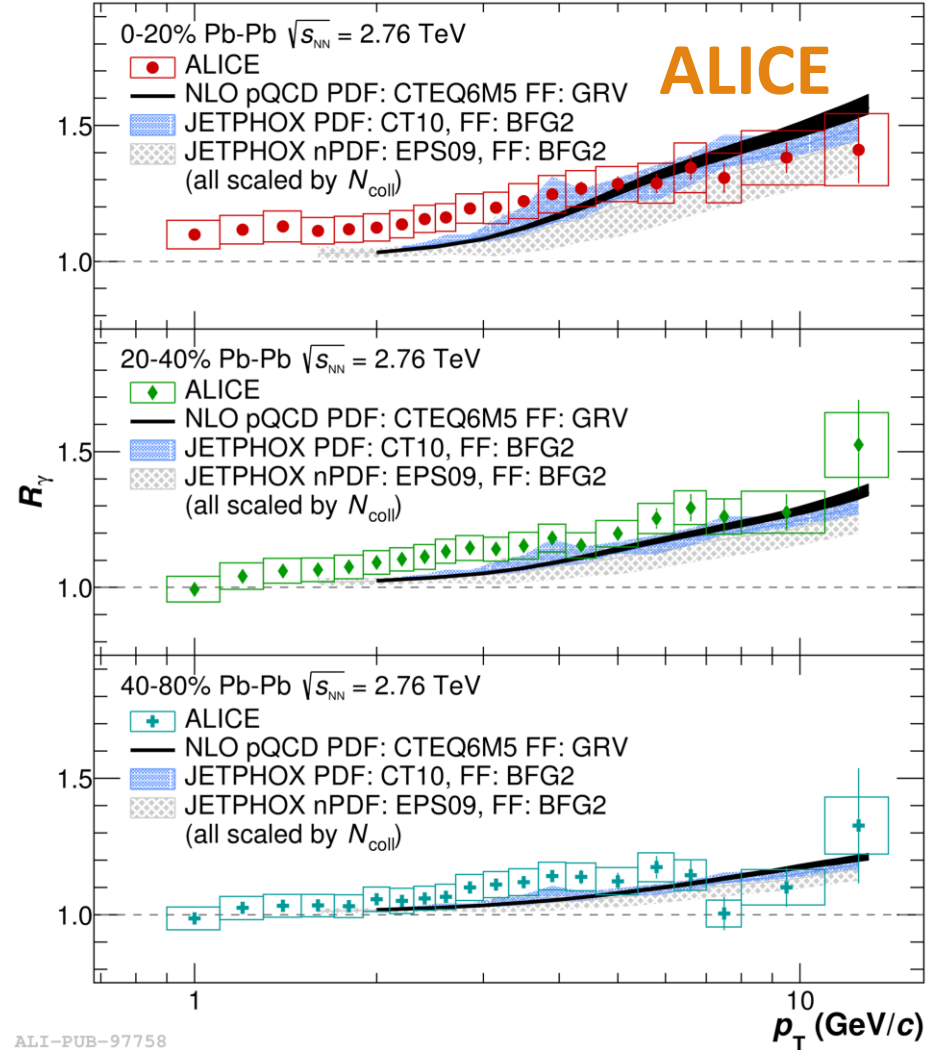 0-20% Pb-Pb √sNN = 2.76 TeV
ALICE
ALICE
NLO pQCD PDF: CTEQ6M5 FF: GRV
JETPHOX PDF: CT10, FF: BFG2
JETPHOX nPDF: EPS09, FF: BFG2
(all scaled by Ncoll)
1.5
1.0
20-40% Pb-Pb √sNN = 2.76 TeV
ALICE
NLO pQCD PDF: CTEQ6M5 FF: GRV
JETPHOX PDF: CT10, FF: BFG2
JETPHOX nPDF: EPS09, FF: BFG2
(all scaled by Ncoll)
1.5
Rγ
1.0
40-80% Pb-Pb √sNN = 2.76 TeV
ALICE
NLO pQCD PDF: CTEQ6M5 FF: GRV
JETPHOX PDF: CT10, FF: BFG2
JETPHOX nPDF: EPS09, FF: BFG2
(all scaled by Ncoll)
1.5
1.0
1 10
pT (GeV/c)
ALI-PUB-97758